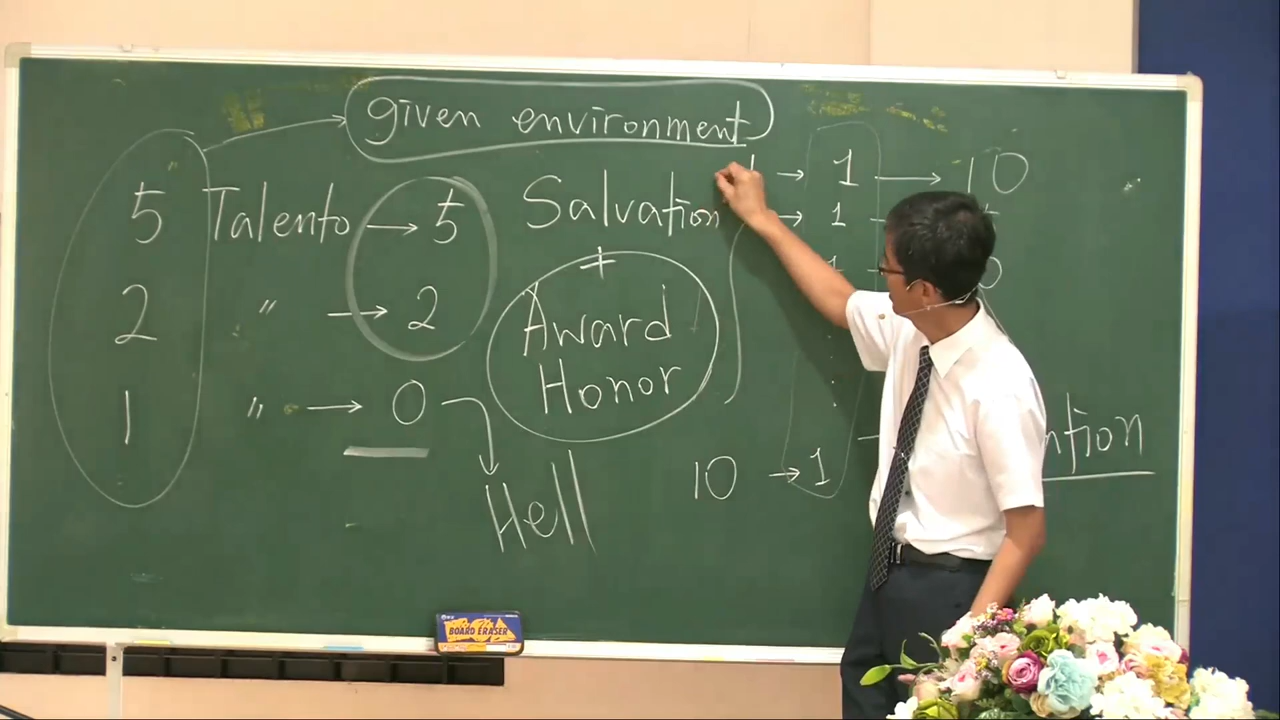 given environment
5 Talento → 5
2 〃 → 2
1 〃 → 0
Salvation
+
Award
Honor
Hell
→ 1 → 10
→ 1
10 → 1
BOARD ERASER